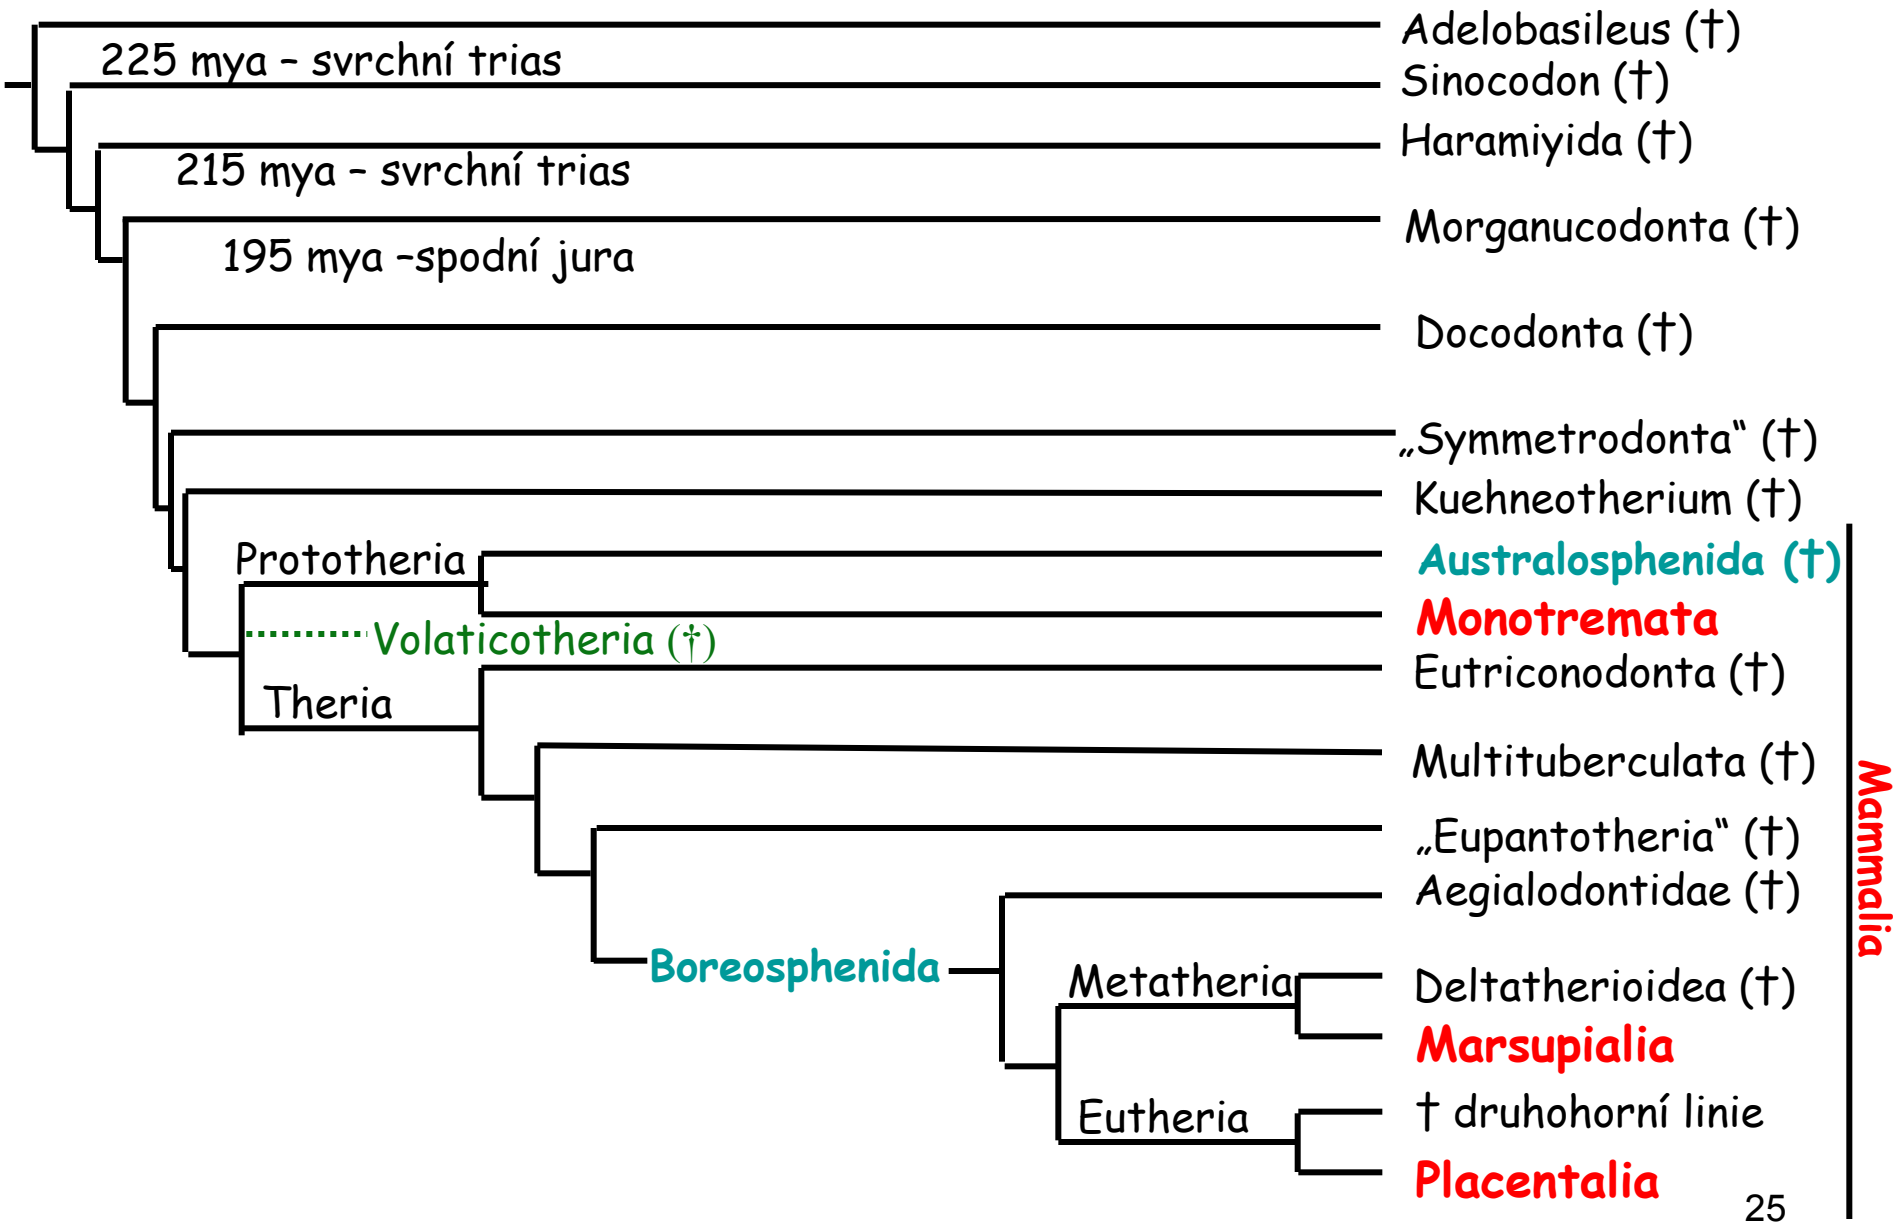 Adelobasileus (†)
225 mya – svrchní trias
Sinocodon (†)
Haramiyida (†)
215 mya – svrchní trias
Morganucodonta (†)
195 mya –spodní jura
Docodonta (†)
„Symmetrodonta“ (†)
Kuehneotherium (†)
Prototheria
Australosphenida (†)
Monotremata
Volaticotheria (†)
Eutriconodonta (†)
Theria
Multituberculata (†)
Mammalia
„Eupantotheria“ (†)
Aegialodontidae (†)
Boreosphenida
Metatheria
Deltatherioidea (†)
Marsupialia
Eutheria
† druhohorní linie
Placentalia
25